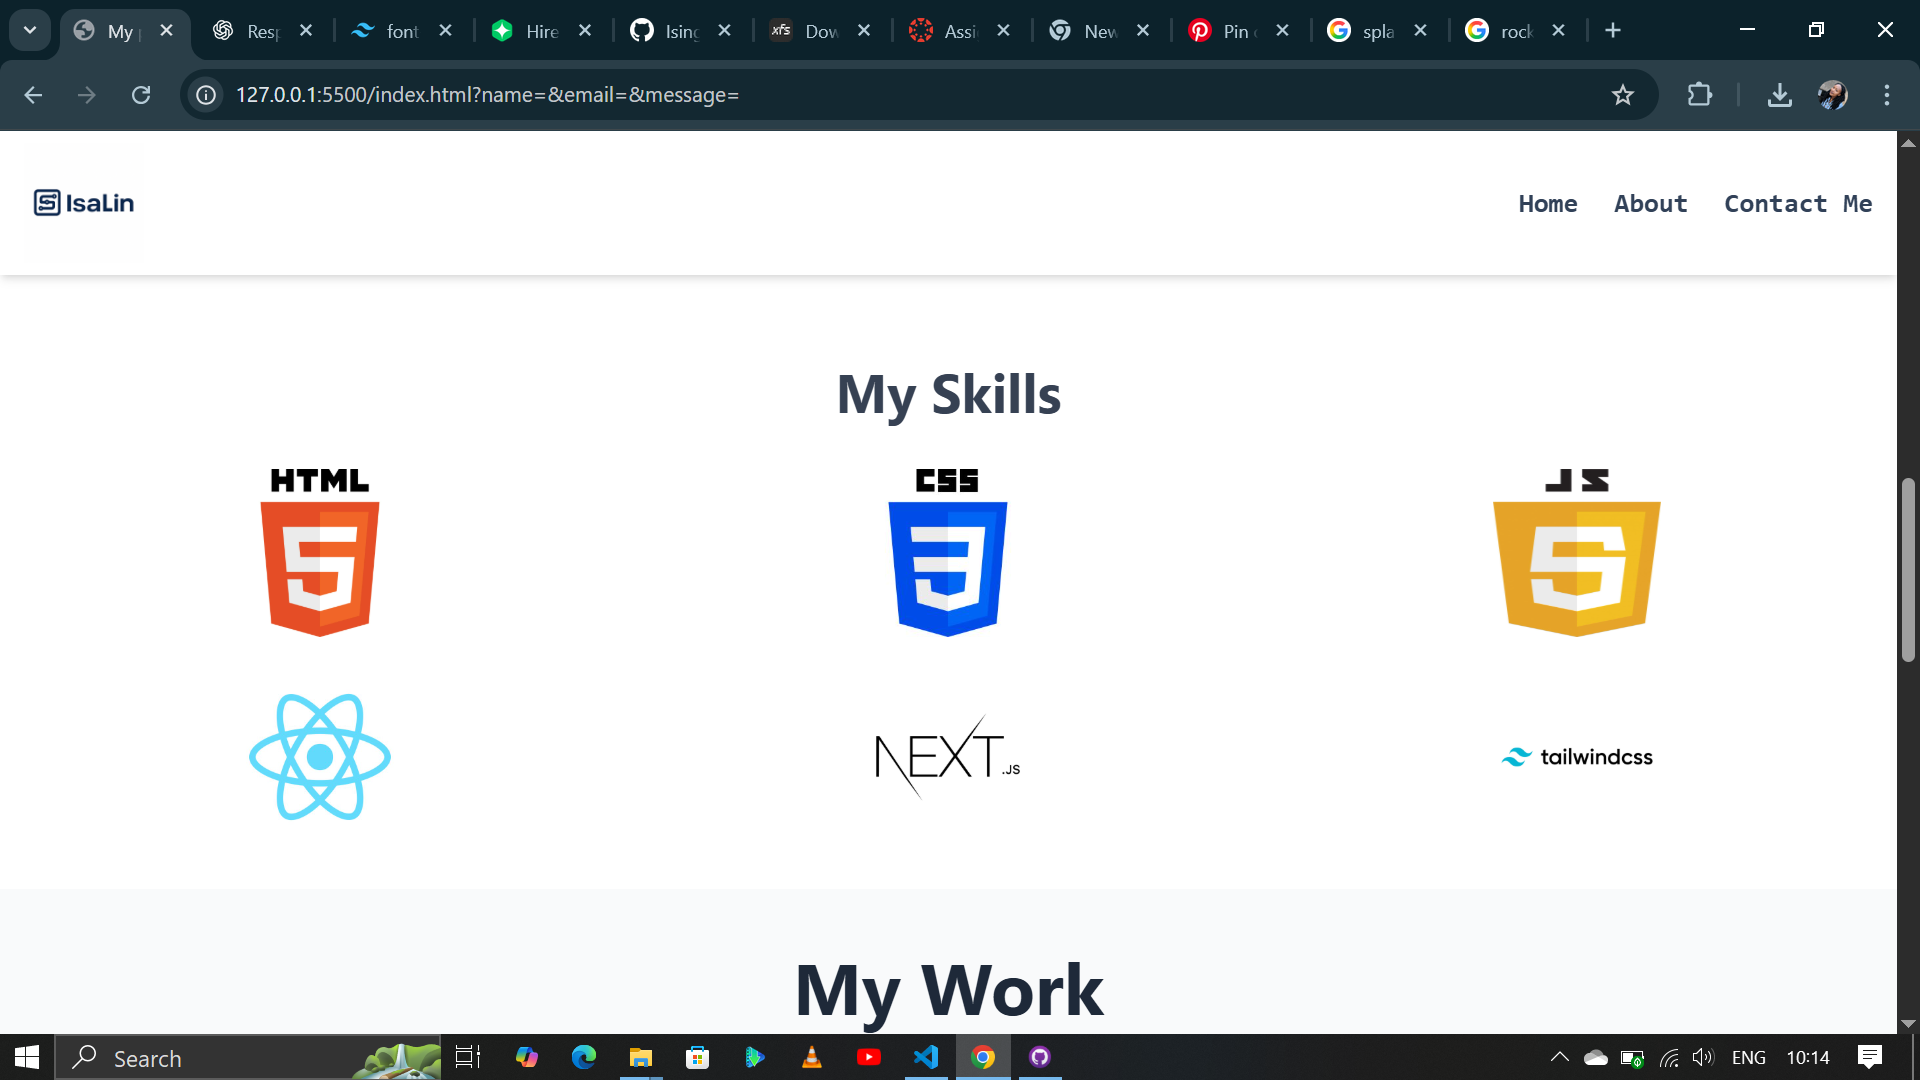 My
Resp
font
Hire
Ising
xfs
Dow
Assi
New
Pin
spla
rock
127.0.0.1:5500/index.html?name=&email=&message=
IsaLin
Home
About
Contact Me
My Skills
HTML
CSS
JS
NEXT.JS
tailwindcss
My Work
Search
ENG
10:14